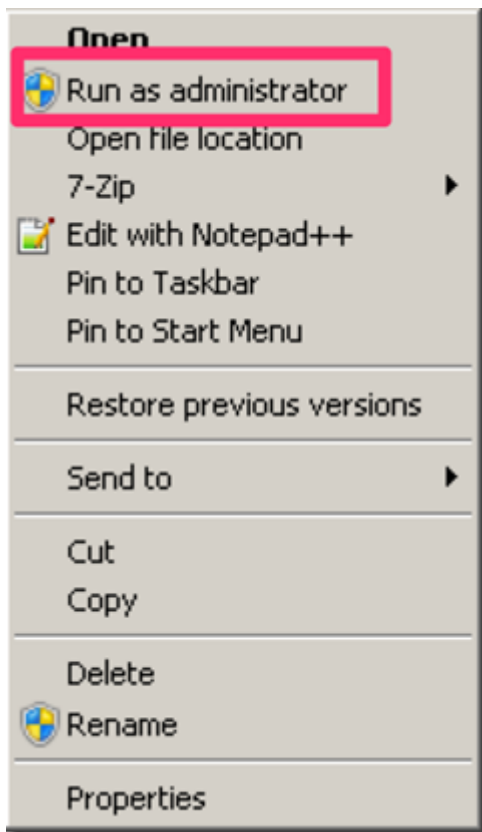 Open
Run as administrator
Open file location
7-Zip
Edit with Notepad++
Pin to Taskbar
Pin to Start Menu
Restore previous versions
Send to
Cut
Copy
Delete
Rename
Properties